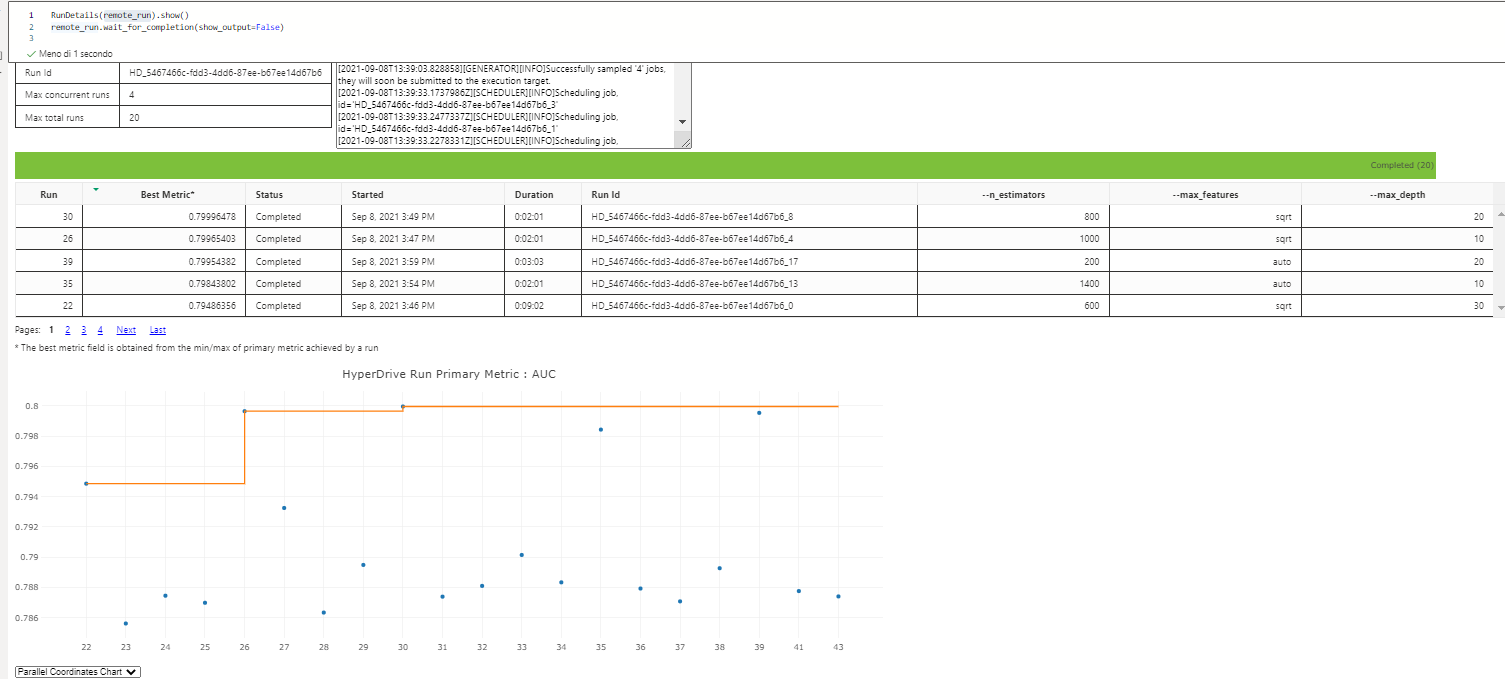 1 RunDetails(remote_run).show()
2 remote_run.wait_for_completion(show_output=False)
3
Meno di 1 secondo
Run Id HD_5467466c-fdd3-4dd6-87ee-b67ee14d67b6
Max concurrent runs 4
Max total runs 20
[2021-09-08T13:39:03.828858][GENERATOR][INFO]Successfully sampled '4' jobs,
they will soon be submitted to the execution target.
[2021-09-08T13:39:33.1737986Z][SCHEDULER][INFO]Scheduling job,
id='HD_5467466c-fdd3-4dd6-87ee-b67ee14d67b6_3'
[2021-09-08T13:39:33.2477337Z][SCHEDULER][INFO]Scheduling job,
id='HD_5467466c-fdd3-4dd6-87ee-b67ee14d67b6_1'
[2021-09-08T13:39:33.2278331Z][SCHEDULER][INFO]Scheduling job,
Completed (20)
Run Best Metric* Status Started Duration Run Id --n_estimators --max_features --max_depth
30 0.79996478 Completed Sep 8, 2021 3:49 PM 0:02:01 HD_5467466c-fdd3-4dd6-87ee-b67ee14d67b6_8 800 sqrt 20
26 0.79965403 Completed Sep 8, 2021 3:47 PM 0:02:01 HD_5467466c-fdd3-4dd6-87ee-b67ee14d67b6_4 1000 sqrt 10
39 0.79954382 Completed Sep 8, 2021 3:59 PM 0:03:03 HD_5467466c-fdd3-4dd6-87ee-b67ee14d67b6_17 200 auto 20
35 0.79843802 Completed Sep 8, 2021 3:54 PM 0:02:01 HD_5467466c-fdd3-4dd6-87ee-b67ee14d67b6_13 1400 auto 10
22 0.79486356 Completed Sep 8, 2021 3:46 PM 0:09:02 HD_5467466c-fdd3-4dd6-87ee-b67ee14d67b6_0 600 sqrt 30
Pages: 1 2 3 4 Next Last
* The best metric field is obtained from the min/max of primary metric achieved by a run
HyperDrive Run Primary Metric : AUC
0.8
0.798
0.796
0.794
0.792
0.79
0.788
0.786
22 23 24 25 26 27 28 29 30 31 32 33 34 35 36 37 38 39 41 43
Parallel Coordinates Chart